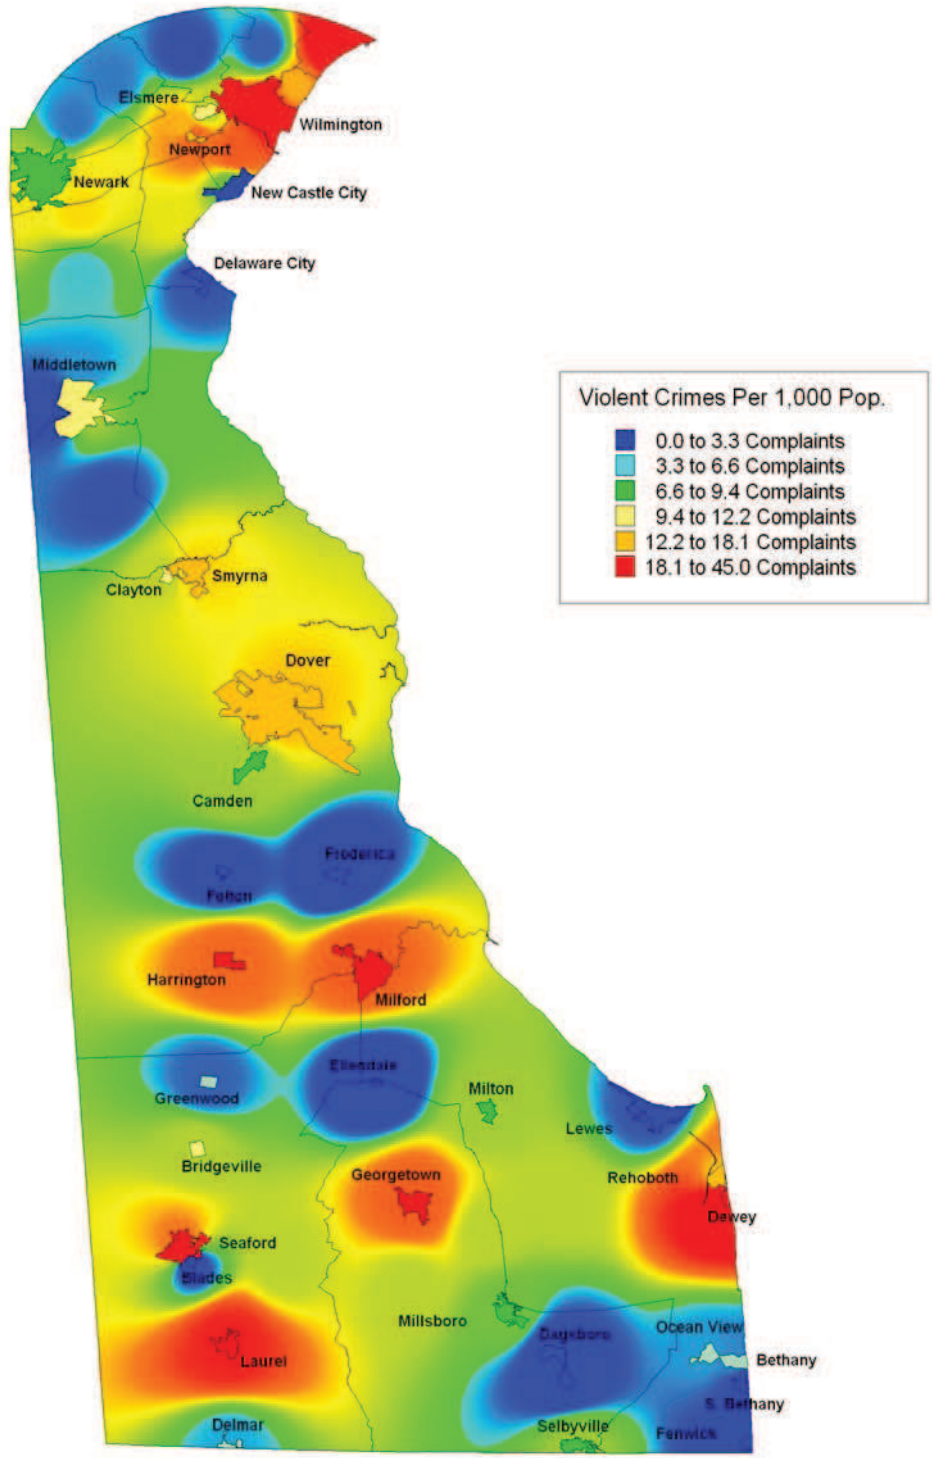 Elsmere
Wilmington
Newport
Newark
New Castle City
Delaware City
Middletown
Violent Crimes Per 1,000 Pop.
0.0 to 3.3 Complaints
3.3 to 6.6 Complaints
6.6 to 9.4 Complaints
9.4 to 12.2 Complaints
12.2 to 18.1 Complaints
18.1 to 45.0 Complaints
Smyrna
Clayton
Dover
Camden
Frederica
Felton
Harrington
Milford
Ellendale
Greenwood
Milton
Lewes
Bridgeville
Georgetown
Rehoboth
Dewey
Seaford
Blades
Millsboro
Dagsboro
Ocean View
Laurel
Bethany
S. Bethany
Delmar
Selbyville
Fenwick